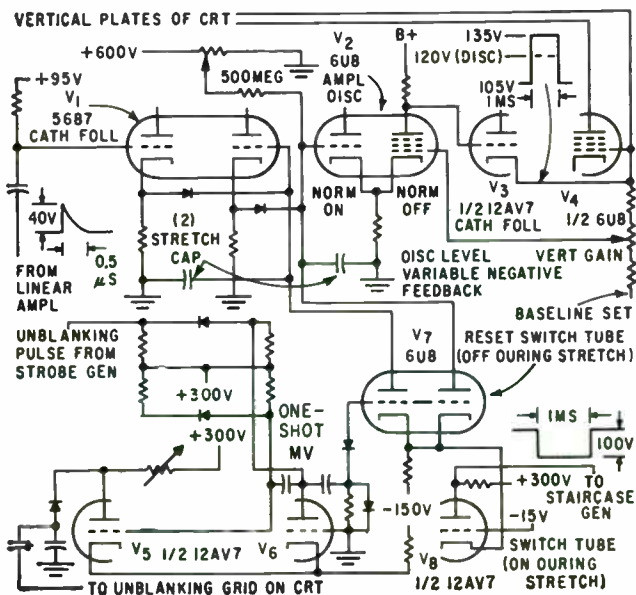 VERTICAL PLATES OF CRT
+600V
500MEG
+95V
V1
5687
CATH FOLL
V2
6U8
AMPL
DISC
B+
135V
120V (DISC)
105V
1MS
NORM
ON
NORM
OFF
V3
1/2 12AV7
CATH FOLL
V4
1/2 6U8
40V
0.5
μS
FROM
LINEAR
AMPL
(2)
STRETCH
CAP
DISC LEVEL
VARIABLE NEGATIVE
FEEDBACK
VERT GAIN
BASELINE SET
UNBLANKING
PULSE FROM
STROBE GEN
+300V
+300V
ONE-
SHOT
MV
V7
6U8
RESET SWITCH TUBE
(OFF OURING STRETCH)
1MS
100V
-150V
+300V
TO
STAIRCASE
GEN
-15V
V5 1/2 12AV7
V6
V8
1/2 12AV7
SWITCH TUBE
(ON OURING
STRETCH)
TO UNBLANKING GRID ON CRT